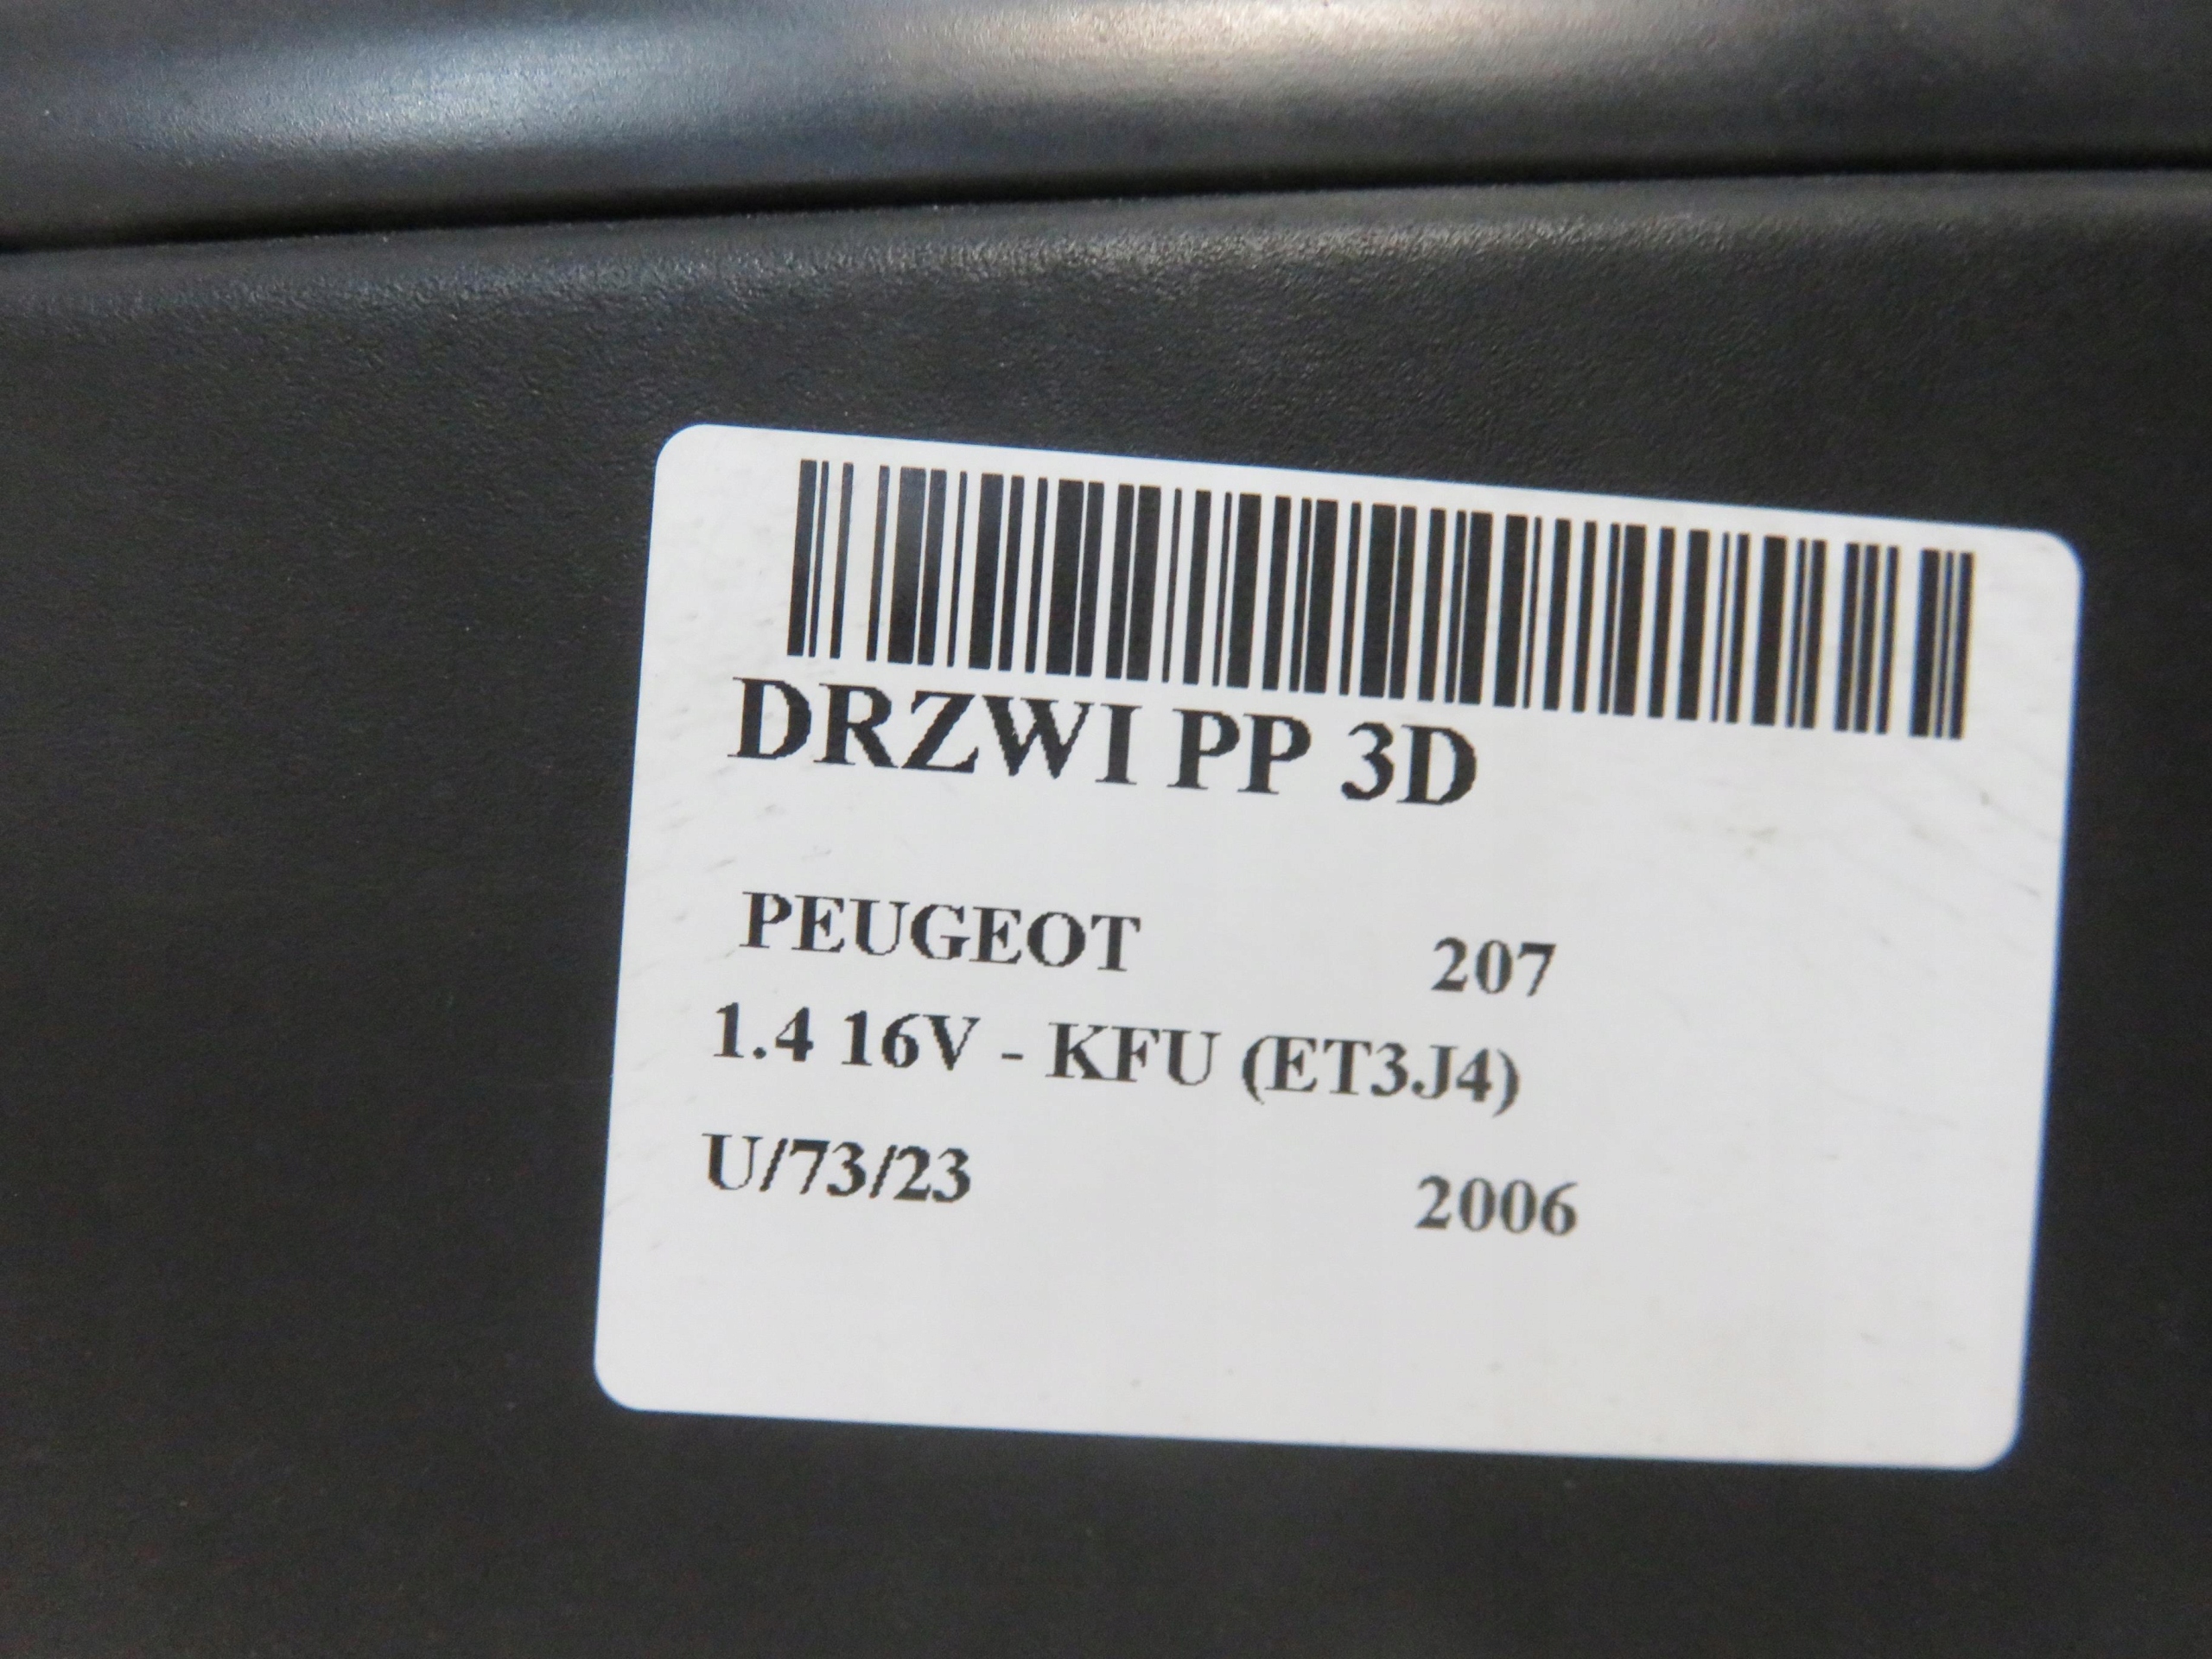 DRZWI PP 3D
PEUGEOT 207
1.4 16V - KFU (ET3J4)
U/73/23 2006